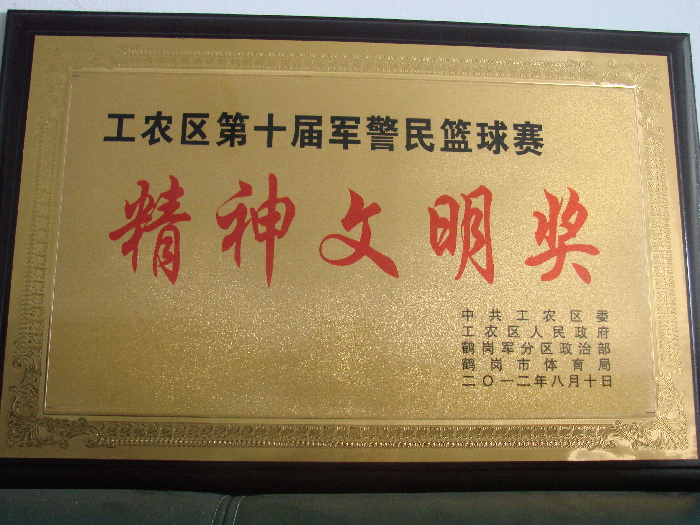 工农区第十届军警民篮球赛
精神文明奖
中共工农区委
工农区人民政府
鹤岗军分区政治部
鹤岗市体育局
二〇一二年八月十日